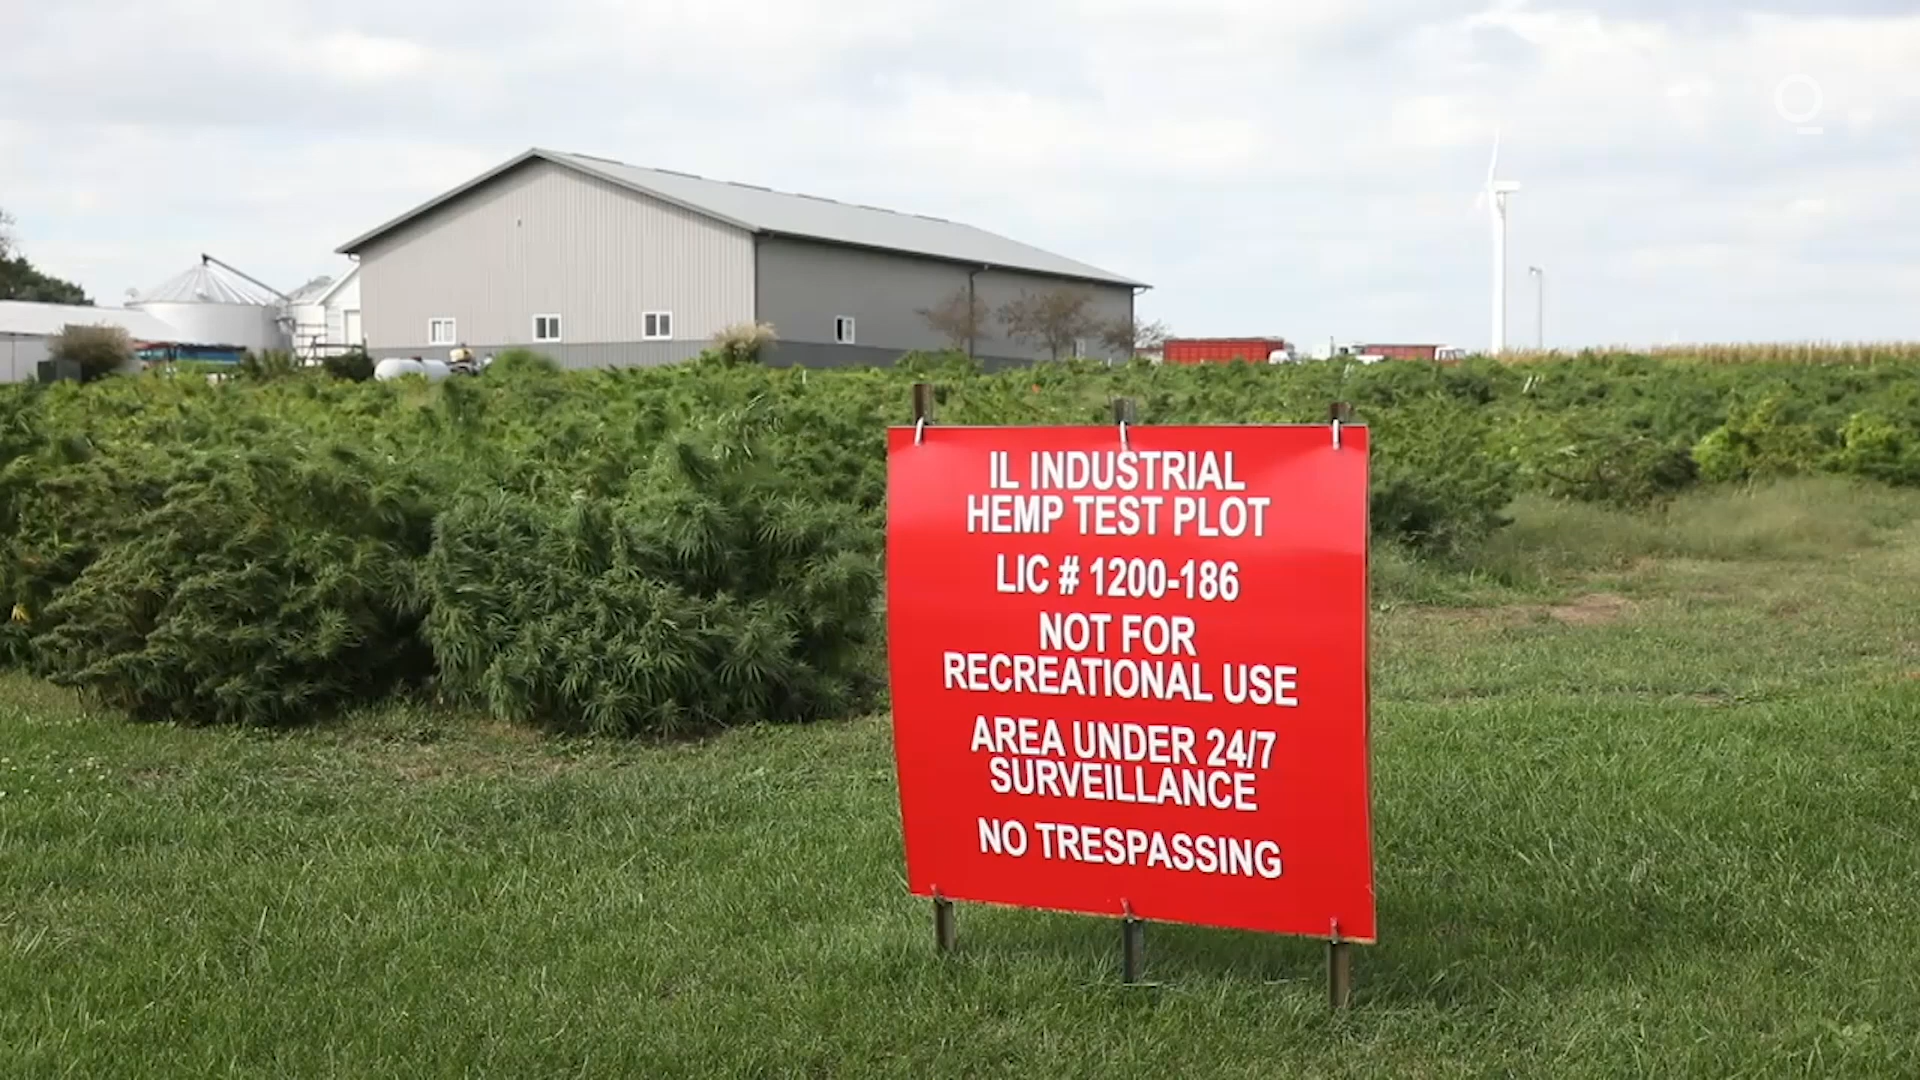 IL INDUSTRIAL
HEMP TEST PLOT
LIC # 1200-186
NOT FOR
RECREATIONAL USE
AREA UNDER 24/7
SURVEILLANCE
NO TRESPASSING